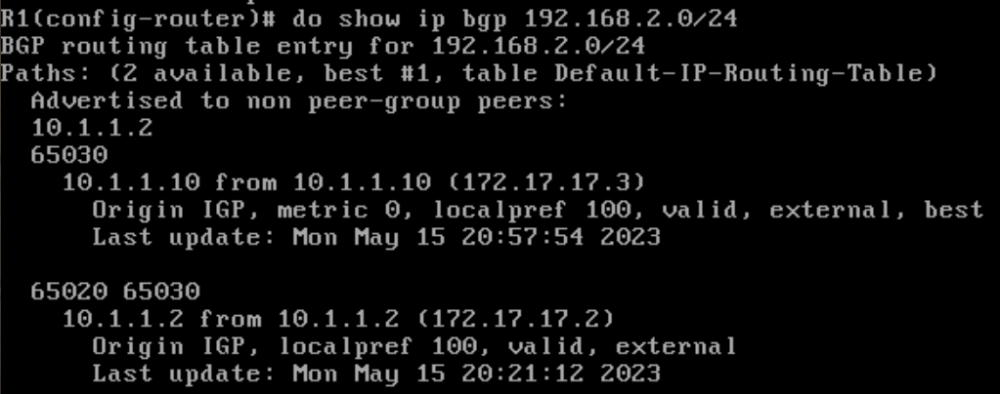 R1(config-router)# do show ip bgp 192.168.2.0/24
BGP routing table entry for 192.168.2.0/24
Paths: (2 available, best #1, table Default-IP-Routing-Table)
  Advertised to non peer-group peers:
  10.1.1.2
  65030
    10.1.1.10 from 10.1.1.10 (172.17.17.3)
      Origin IGP, metric 0, localpref 100, valid, external, best
      Last update: Mon May 15 20:57:54 2023

  65020 65030
    10.1.1.2 from 10.1.1.2 (172.17.17.2)
      Origin IGP, localpref 100, valid, external
      Last update: Mon May 15 20:21:12 2023